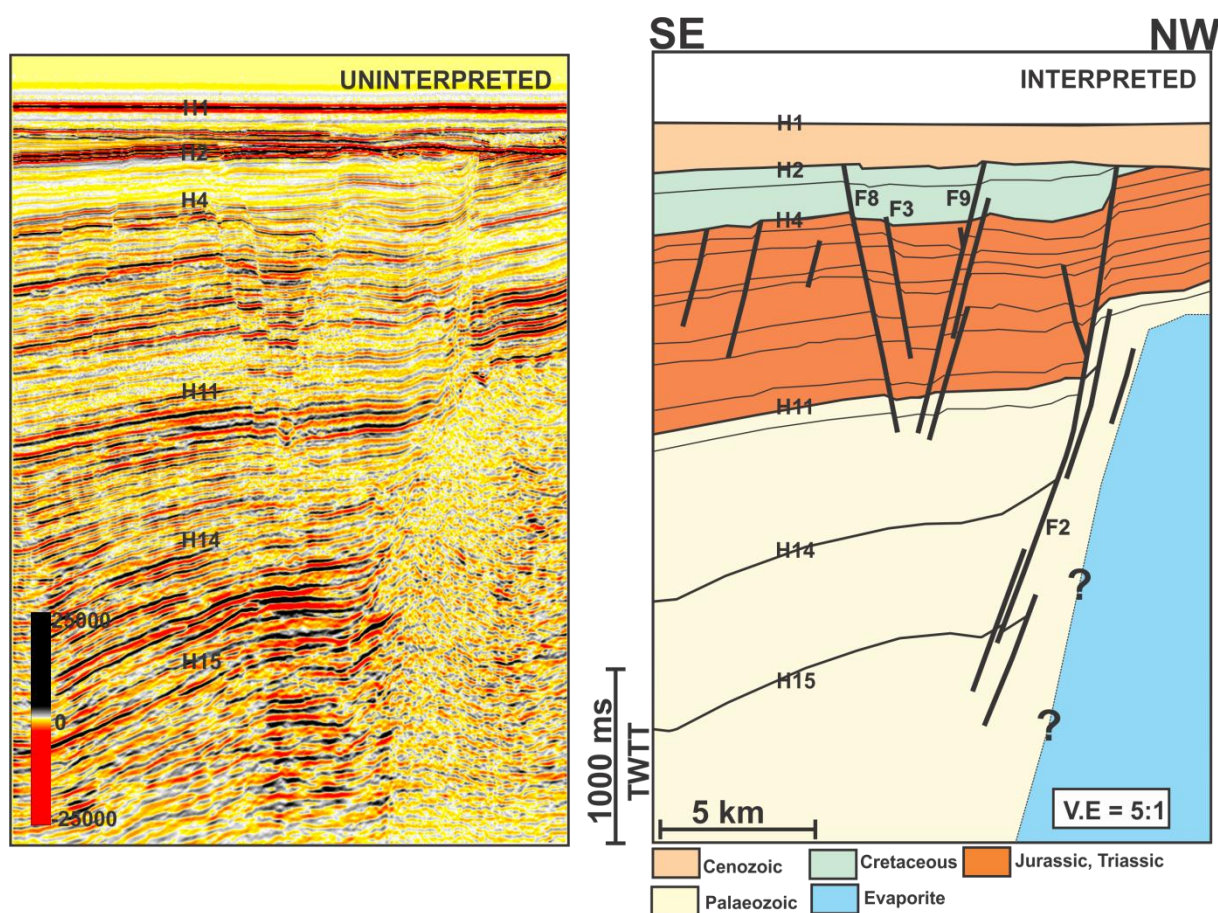 UNINTERPRETED
H1
H2
H4
H11
H14
H15
25000
0
25000
SE
NW
INTERPRETED
H1
H2
F8
F3
F9
H4
H11
H14
F2
?
H15
?
1000 ms
TWTT
5 km
V.E = 5:1
Cenozoic
Cretaceous
Jurassic, Triassic
Palaeozoic
Evaporite